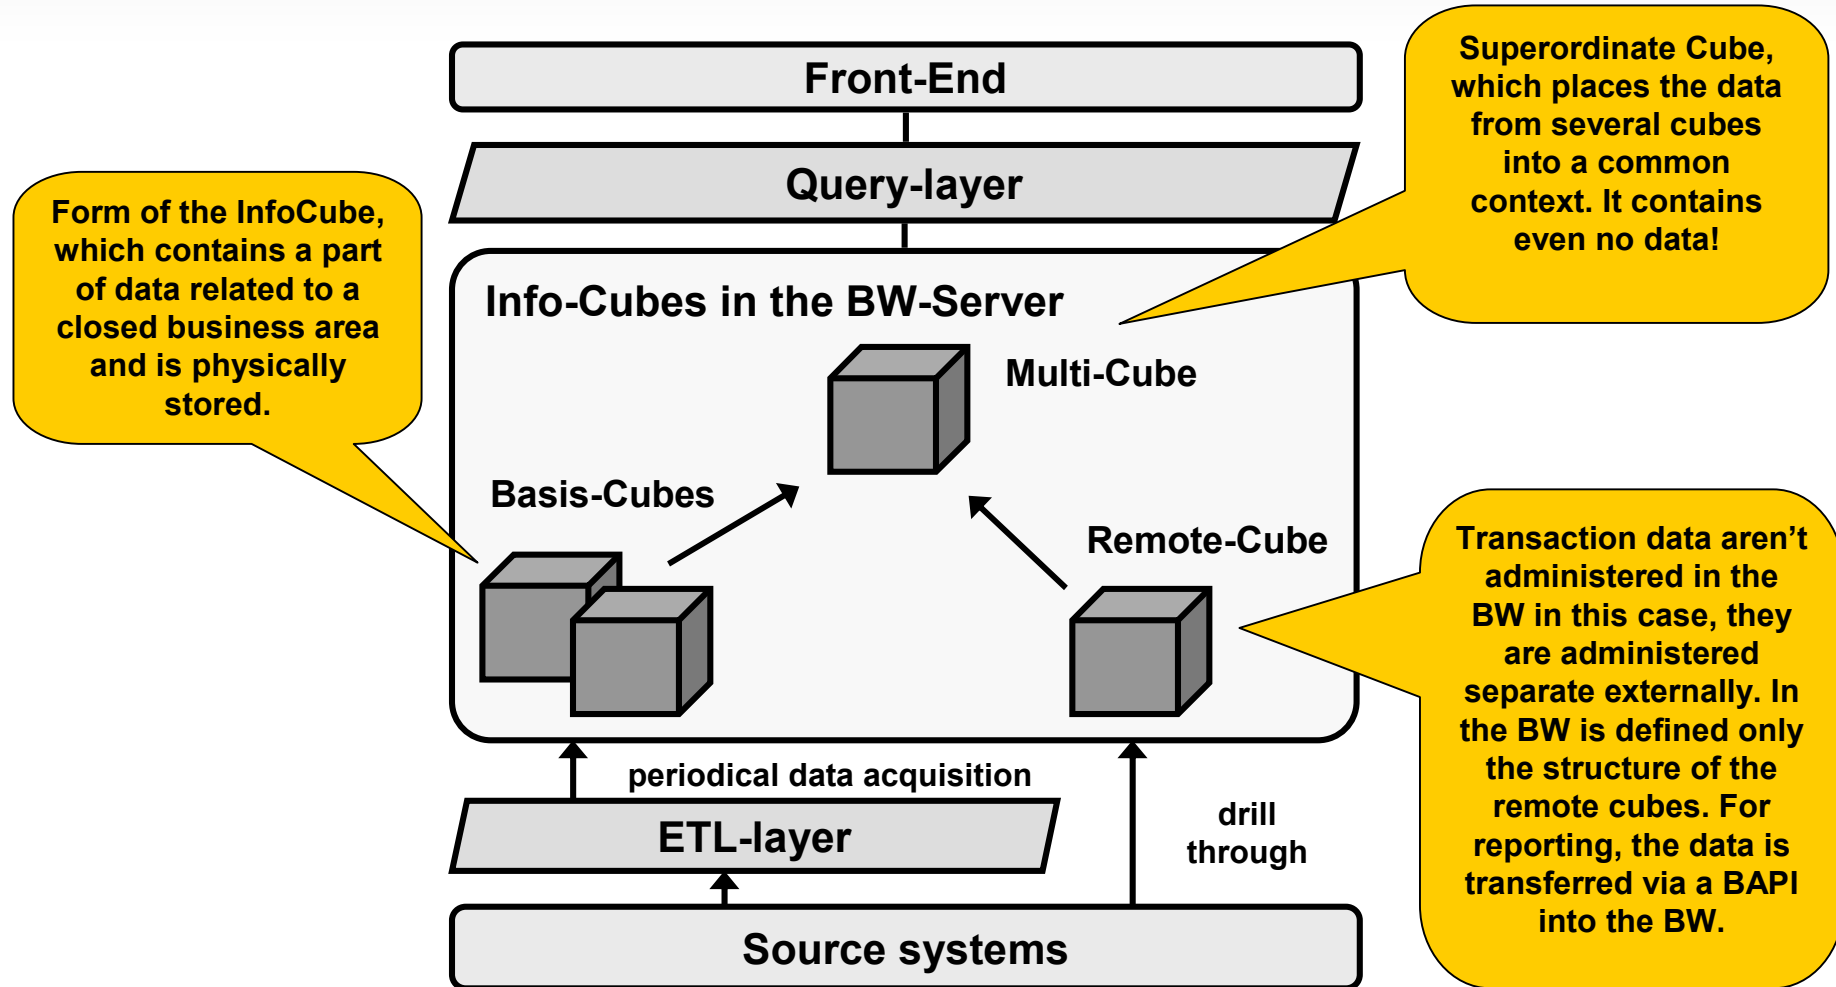 Front-End
Query-layer
Superordinate Cube,
which places the data
from several cubes
into a common
context. It contains
even no data!
Form of the InfoCube,
which contains a part
of data related to a
closed business area
and is physically
stored.
Info-Cubes in the BW-Server
Multi-Cube
Basis-Cubes
Remote-Cube
Transaction data aren’t
administered in the
BW in this case, they
are administered
separate externally. In
the BW is defined only
the structure of the
remote cubes. For
reporting, the data is
transferred via a BAPI
into the BW.
periodical data acquisition
drill
through
ETL-layer
Source systems